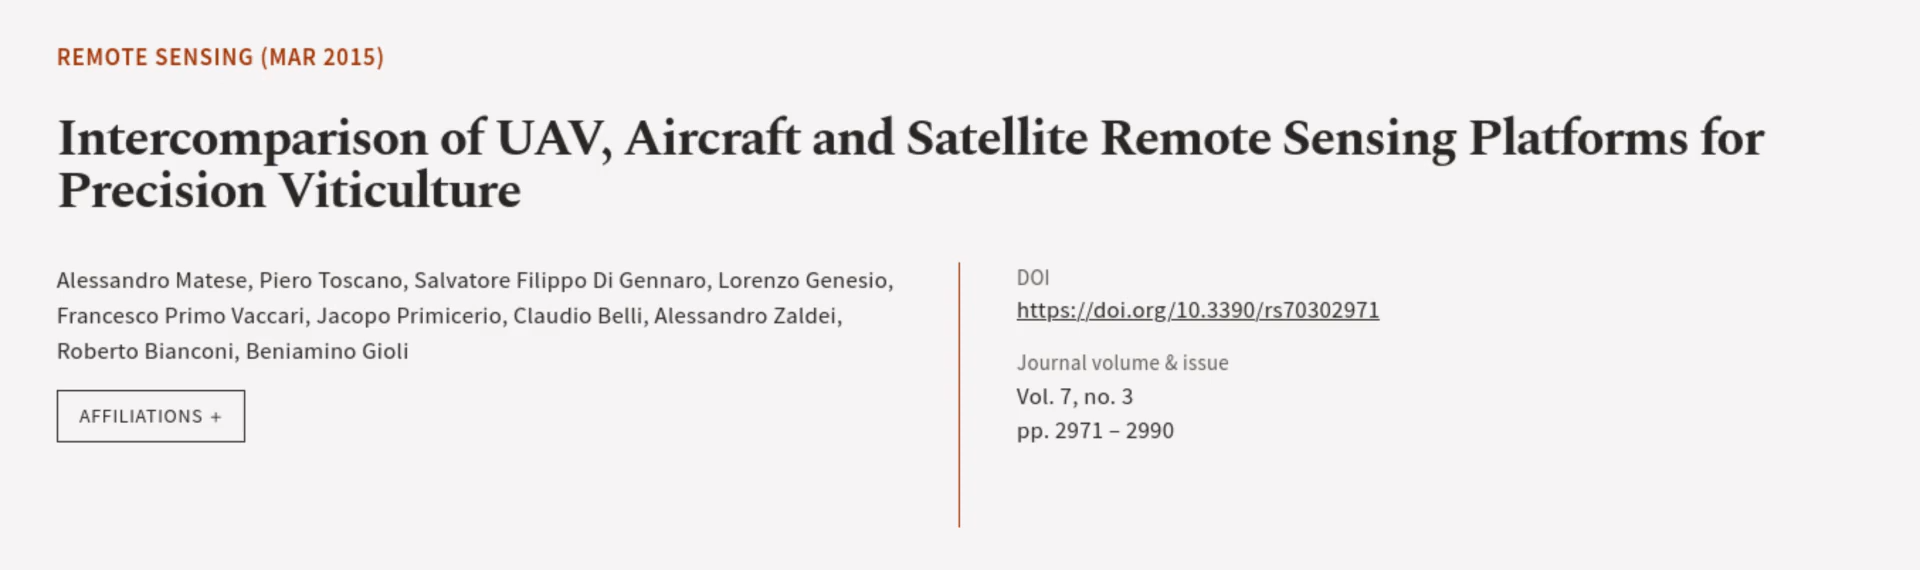 REMOTE SENSING (MAR 2015)
Intercomparison of UAV, Aircraft and Satellite Remote Sensing Platforms for
Precision Viticulture
Alessandro Matese, Piero Toscano, Salvatore Filippo Di Gennaro, Lorenzo Genesio,
Francesco Primo Vaccari, Jacopo Primicerio, Claudio Belli, Alessandro Zaldei,
Roberto Bianconi, Beniamino Gioli
AFFILIATIONS +
DOI
https://doi.org/10.3390/rs70302971
Journal volume & issue
Vol. 7, no. 3
pp. 2971 – 2990